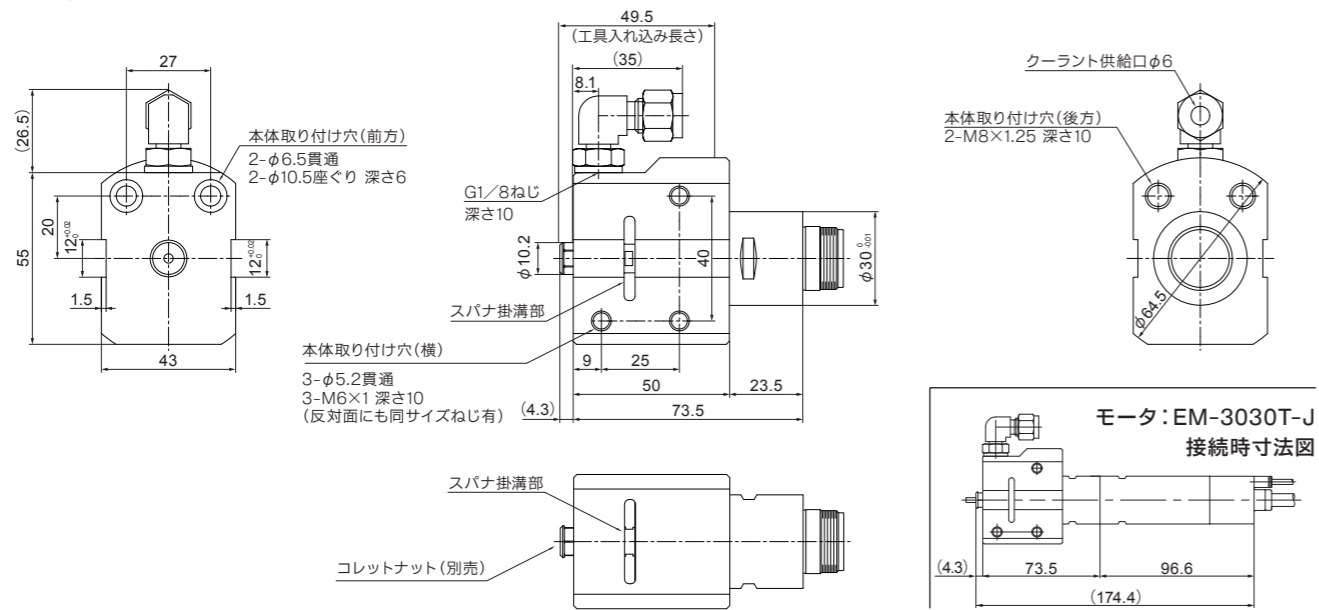 27
(26.5)
本体取り付け穴(前方)
2-φ6.5貫通
2-φ10.5座ぐり 深さ6
55
20
12 +0.02 0
12 +0.02 0
1.5
1.5
43
49.5
(工具入れ込み長さ)
(35)
8.1
G1/8ねじ
深さ10
φ10.2
スパナ掛溝部
40
φ30 0 -0.01
本体取り付け穴(横)
3-φ5.2貫通
3-M6×1 深さ10
(反対面にも同サイズねじ有)
9
25
50
23.5
(4.3)
73.5
クーラント供給口φ6
本体取り付け穴(後方)
2-M8×1.25 深さ10
φ64.5
スパナ掛溝部
コレットナット(別売)
モータ:EM-3030T-J
接続時寸法図
(4.3)
73.5
96.6
(174.4)